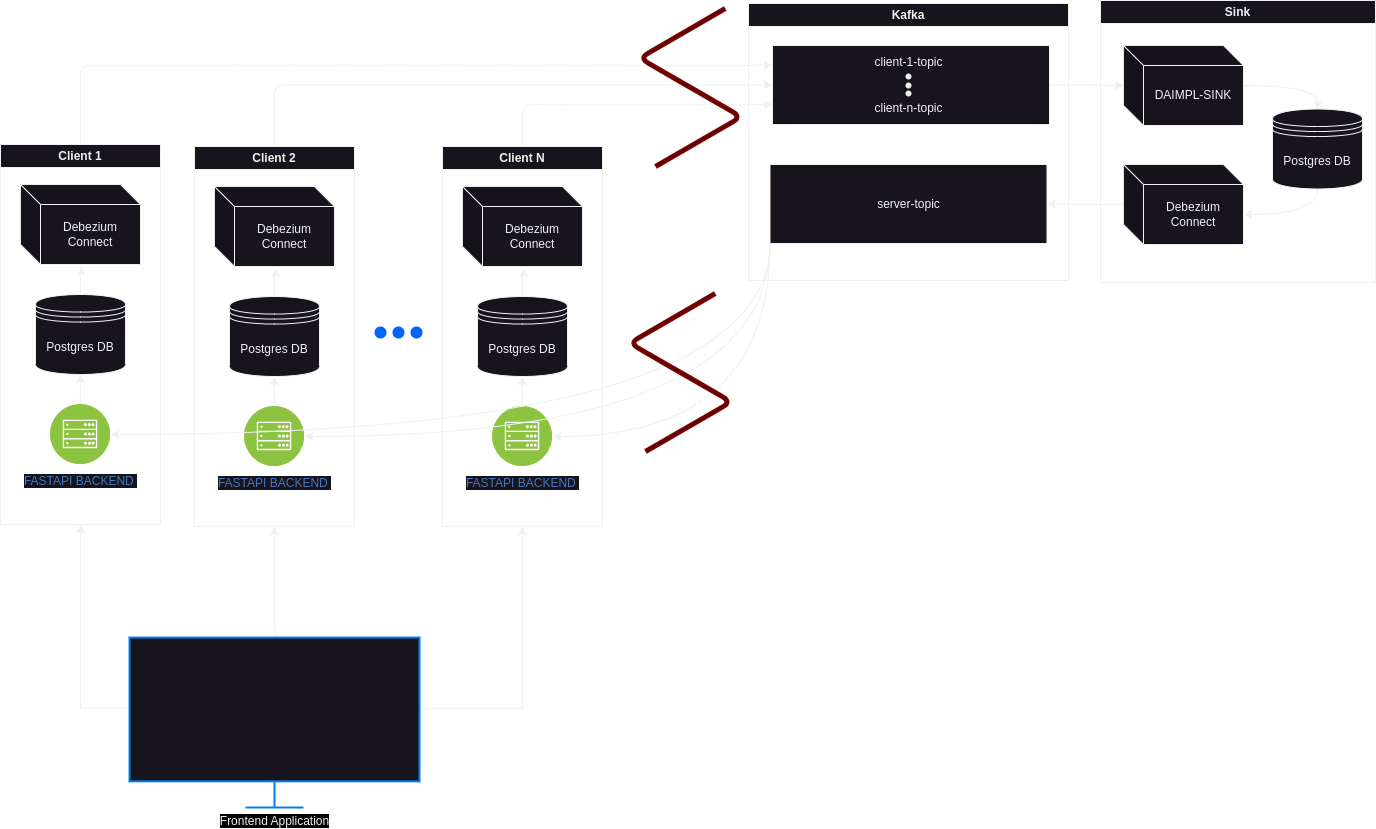 Kafka
client-1-topic
client-n-topic
server-topic
Sink
DAIMPL-SINK
Postgres DB
Debezium
Connect
Client 1
Debezium
Connect
Postgres DB
FASTAPI BACKEND
Client 2
Debezium
Connect
Postgres DB
FASTAPI BACKEND
Client N
Debezium
Connect
Postgres DB
FASTAPI BACKEND
Frontend Application